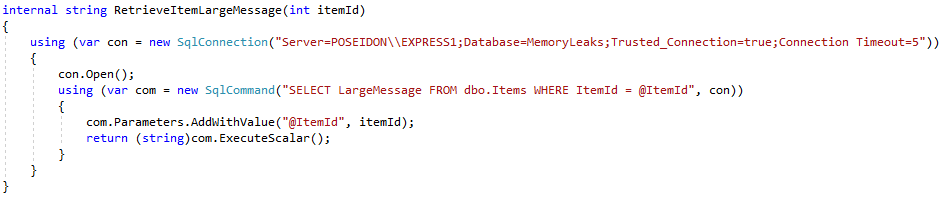 internal string RetrieveItemLargeMessage(int itemId)
{
    using (var con = new SqlConnection("Server=POSEIDON\\EXPRESS1;Database=MemoryLeaks;Trusted_Connection=true;Connection Timeout=5"))
    {
        con.Open();
        using (var com = new SqlCommand("SELECT LargeMessage FROM dbo.Items WHERE ItemId = @ItemId", con))
        {
            com.Parameters.AddWithValue("@ItemId", itemId);
            return (string)com.ExecuteScalar();
        }
    }
}